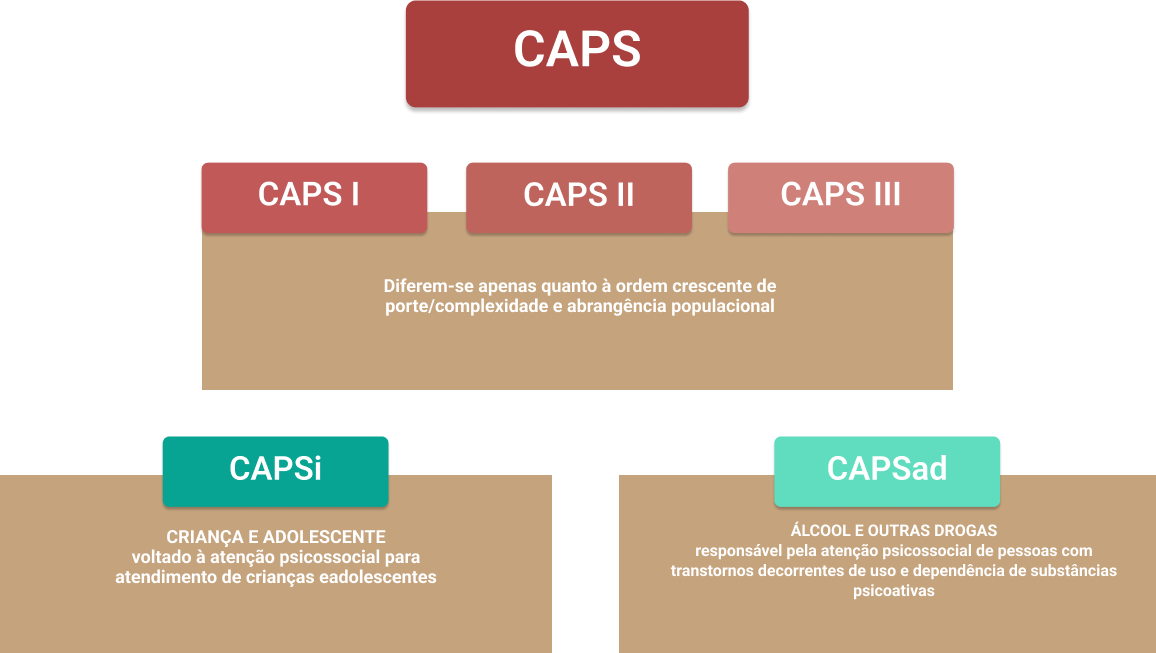 CAPS
CAPS I
CAPS II
CAPS III
Diferem-se apenas quanto à ordem crescente de
porte/complexidade e abrangência populacional
CAPSi
CRIANÇA E ADOLESCENTE
voltado à atenção psicossocial para
atendimento de crianças eadolescentes
CAPSad
ÁLCOOL E OUTRAS DROGAS
responsável pela atenção psicossocial de pessoas com
transtornos decorrentes de uso e dependência de substâncias
psicoativas